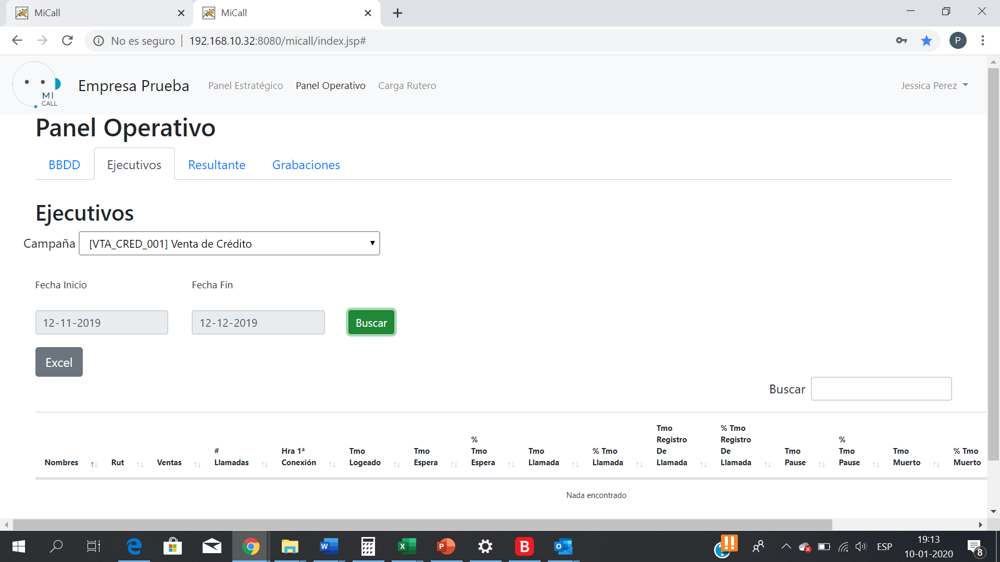 MiCall
MiCall
No es seguro
192.168.10.32:8080/micall/index.jsp#
P
MI
CALL
Empresa Prueba
Panel Estratégico
Panel Operativo
Carga Rutero
Jessica Perez
Panel Operativo
BBDD
Ejecutivos
Resultante
Grabaciones
Ejecutivos
Campaña
[VTA_CRED_001] Venta de Crédito
Fecha Inicio
Fecha Fin
12-11-2019
12-12-2019
Buscar
Excel
Buscar
Nombres
Rut
Ventas
#
Llamadas
Hra 1ª
Conexión
Tmo
Logeado
Tmo
Espera
%
Tmo
Espera
Tmo
Llamada
% Tmo
Llamada
Tmo
Registro
De
Llamada
% Tmo
Registro
De
Llamada
Tmo
Pause
%
Tmo
Pause
Tmo
Muerto
% Tmo
Muerto
Nada encontrado
ESP
19:13
10-01-2020
8